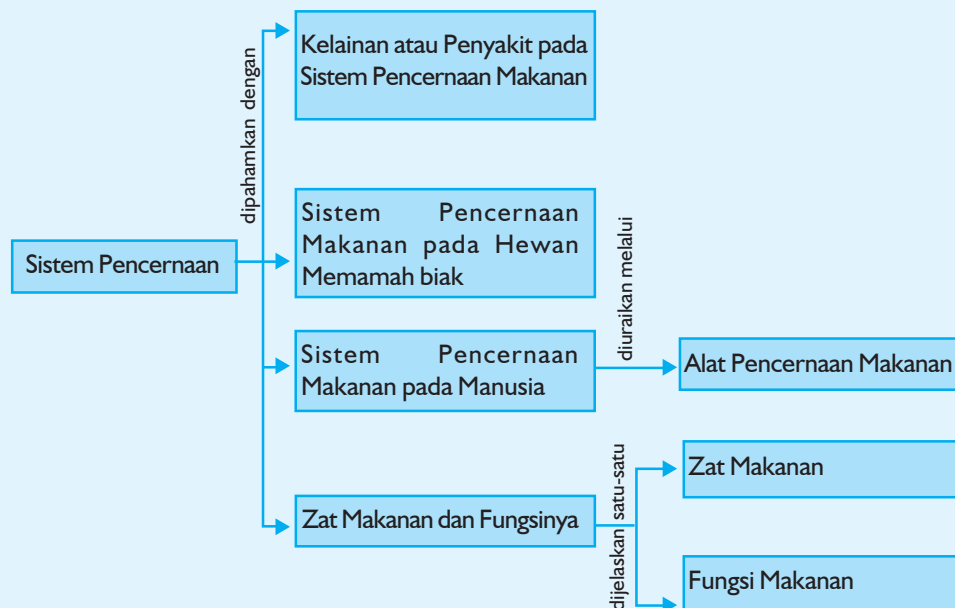 Sistem Pencernaan
dipahamkan dengan
Kelainan atau Penyakit pada
Sistem Pencernaan Makanan
Sistem Pencernaan
Makanan pada Hewan
Memamah biak
Sistem Pencernaan
Makanan pada Manusia
diuraikan melalui
Alat Pencernaan Makanan
Zat Makanan dan Fungsinya
dijelaskan satu-satu
Zat Makanan
Fungsi Makanan